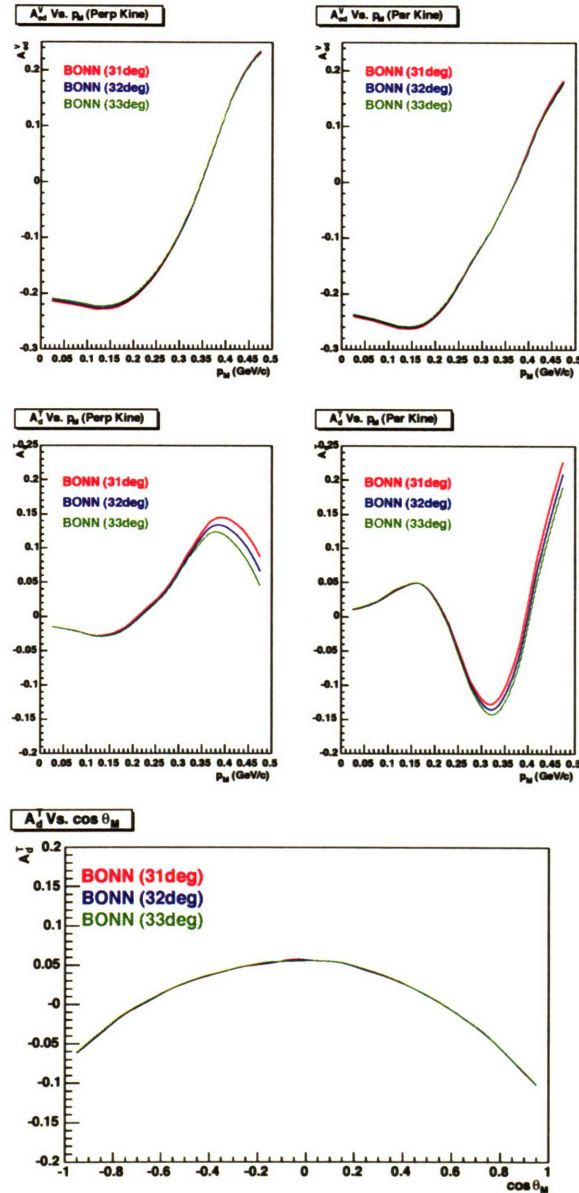 A_ed^V Vs. p_M (Perp Kine)
A_ed^V
BONN (31deg)
BONN (32deg)
BONN (33deg)
0.2
0.1
0
-0.1
-0.2
-0.3
0 0.05 0.1 0.15 0.2 0.25 0.3 0.35 0.4 0.45 0.5
p_M (GeV/c)
A_ed^V Vs. p_M (Par Kine)
A_ed^V
BONN (31deg)
BONN (32deg)
BONN (33deg)
0.2
0.1
0
-0.1
-0.2
-0.3
0 0.05 0.1 0.15 0.2 0.25 0.3 0.35 0.4 0.45 0.5
p_M (GeV/c)
A_d^T Vs. p_M (Perp Kine)
A_d^T
BONN (31deg)
BONN (32deg)
BONN (33deg)
0.25
0.2
0.15
0.1
0.05
0
-0.05
-0.1
-0.15
-0.2
0 0.05 0.1 0.15 0.2 0.25 0.3 0.35 0.4 0.45 0.5
p_M (GeV/c)
A_d^T Vs. p_M (Par Kine)
A_d^T
BONN (31deg)
BONN (32deg)
BONN (33deg)
0.25
0.2
0.15
0.1
0.05
0
-0.05
-0.1
-0.15
-0.2
0 0.05 0.1 0.15 0.2 0.25 0.3 0.35 0.4 0.45 0.5
p_M (GeV/c)
A_d^T Vs. cos θ_M
A_d^T
BONN (31deg)
BONN (32deg)
BONN (33deg)
0.2
0.15
0.1
0.05
-0
-0.05
-0.1
-0.15
-0.2
-1 -0.8 -0.6 -0.4 -0.2 0 0.2 0.4 0.6 0.8 1
cos θ_M